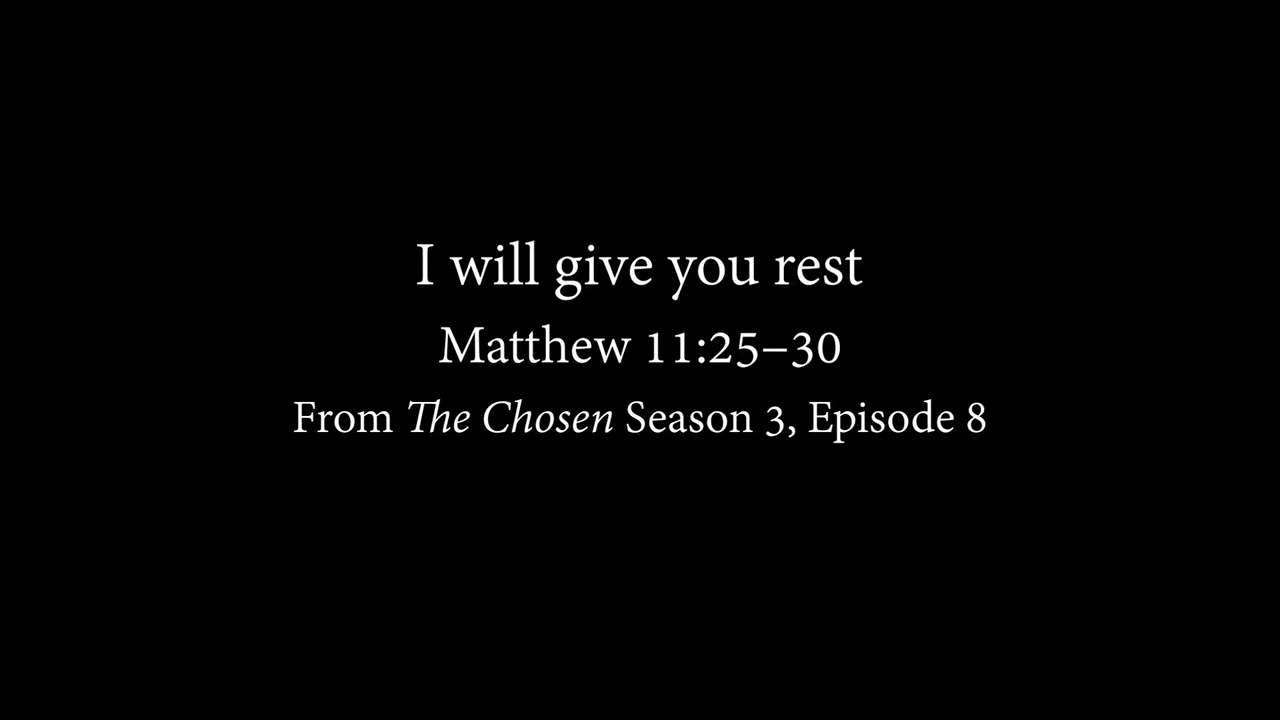 I will give you rest
Matthew 11:25–30
From The Chosen Season 3, Episode 8